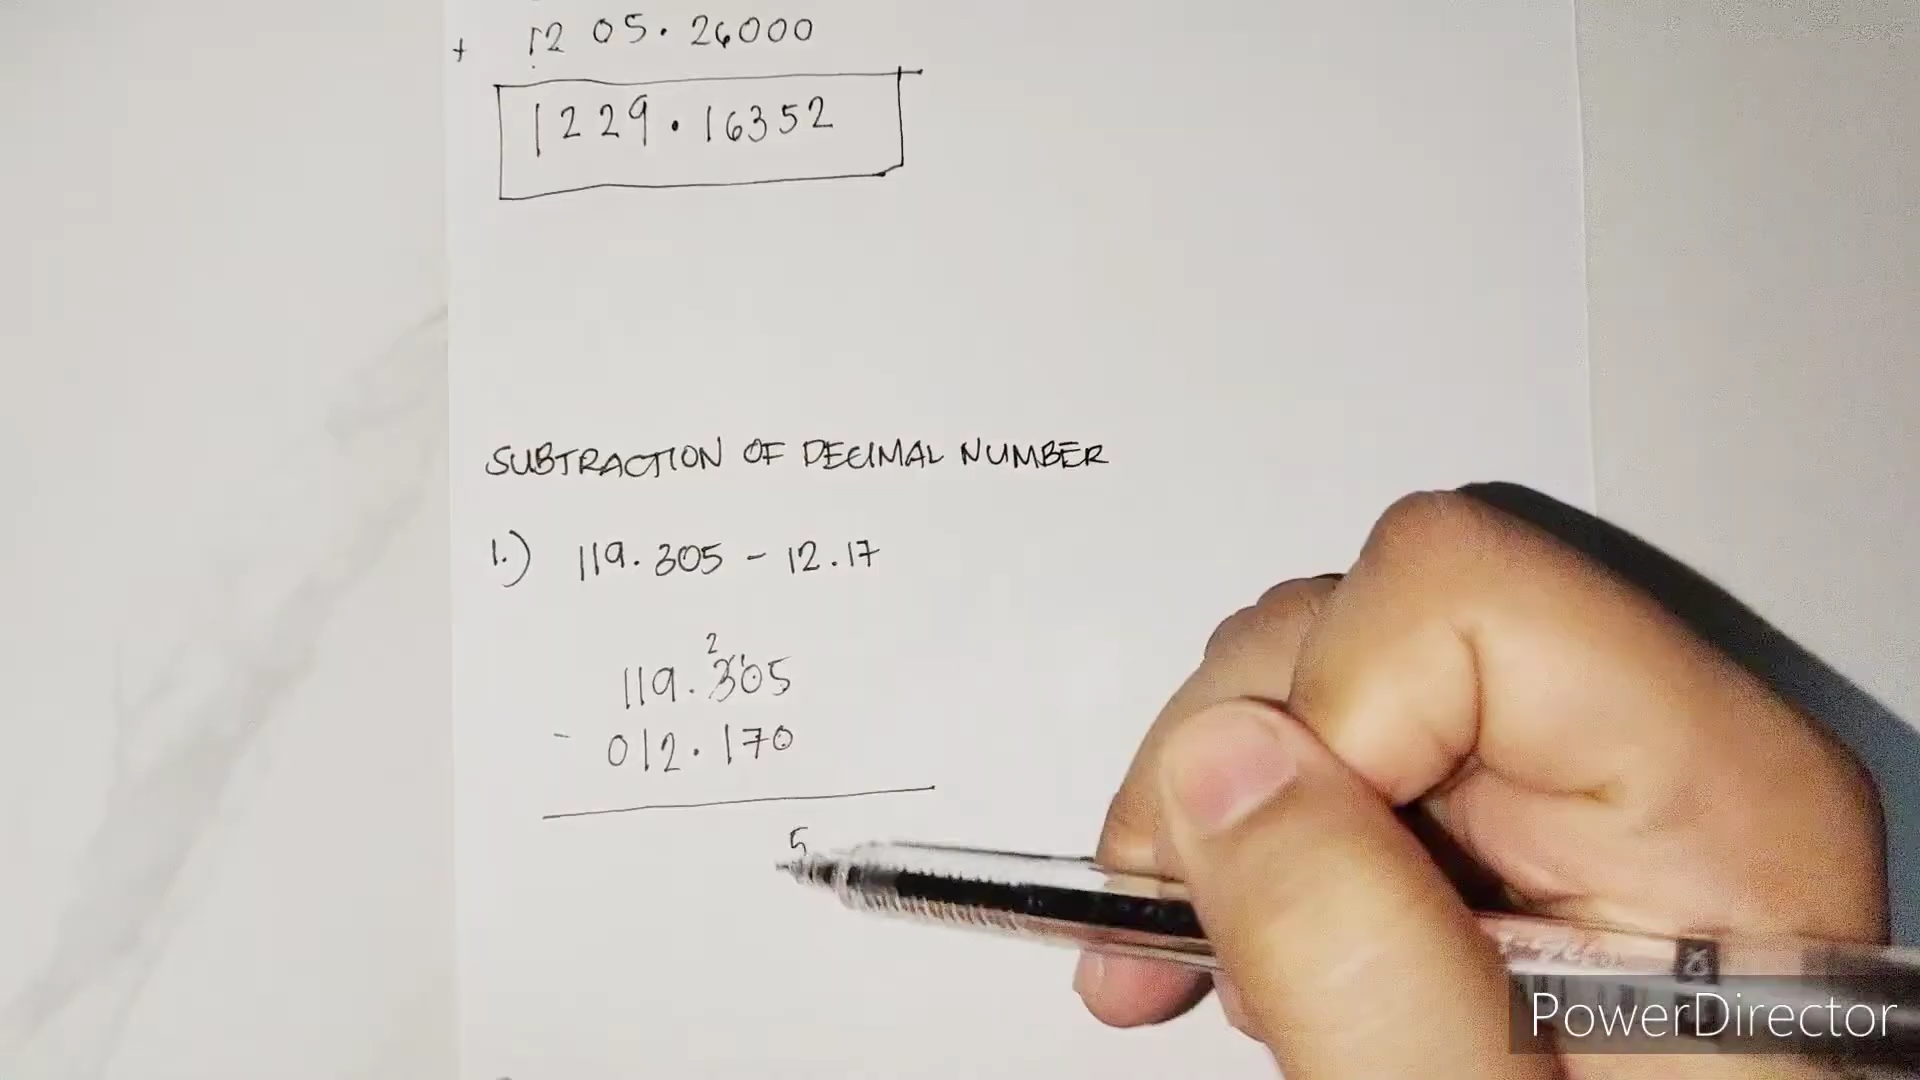 + 1205.26000
1229.16352
SUBTRACTION OF DECIMAL NUMBER
1.) 119.305 - 12.17
2
119.305
- 012.170
5
PowerDirector